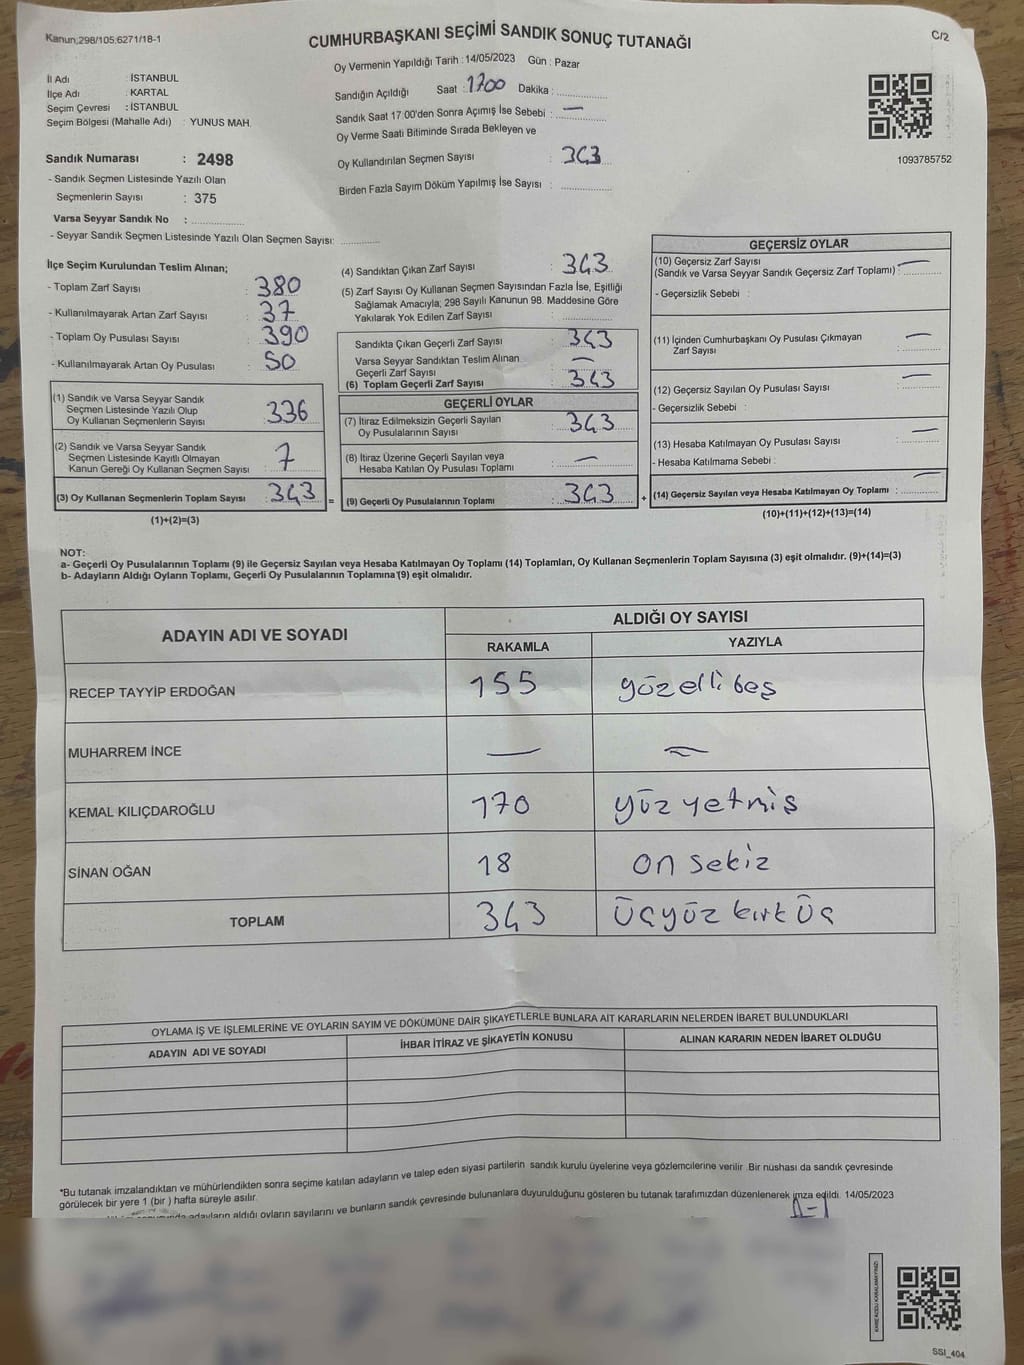 Kanun;298/105;6271/18-1
C/2
CUMHURBAŞKANI SEÇİMİ SANDIK SONUÇ TUTANAĞI
İl Adı : İSTANBUL
İlçe Adı : KARTAL
Seçim Çevresi : İSTANBUL
Seçim Bölgesi (Mahalle Adı) : YUNUS MAH.
Sandık Numarası : 2498
- Sandık Seçmen Listesinde Yazılı Olan
Seçmenlerin Sayısı : 375
Varsa Seyyar Sandık No : ..............
- Seyyar Sandık Seçmen Listesinde Yazılı Olan Seçmen Sayısı: ..........
Oy Vermenin Yapıldığı Tarih : 14/05/2023 Gün : Pazar
Sandığın Açıldığı Saat : 1700 Dakika : ..............
Sandık Saat 17:00'den Sonra Açımış İse Sebebi : —
Oy Verme Saati Bitiminde Sırada Bekleyen ve
Oy Kullandırılan Seçmen Sayısı : 343
Birden Fazla Sayım Döküm Yapılmış İse Sayısı : ..............
1093785752
İlçe Seçim Kurulundan Teslim Alınan;
- Toplam Zarf Sayısı : 380
- Kullanılmayarak Artan Zarf Sayısı : 37
- Toplam Oy Pusulası Sayısı : 390
- Kullanılmayarak Artan Oy Pusulası : 50
(1) Sandık ve Varsa Seyyar Sandık
Seçmen Listesinde Yazılı Olup
Oy Kullanan Seçmenlerin Sayısı : 336
(2) Sandık ve Varsa Seyyar Sandık
Seçmen Listesinde Kayıtlı Olmayan
Kanun Gereği Oy Kullanan Seçmen Sayısı : 7
(3) Oy Kullanan Seçmenlerin Toplam Sayısı : 343 =
(1)+(2)=(3)
(4) Sandıktan Çıkan Zarf Sayısı : 343
(5) Zarf Sayısı Oy Kullanan Seçmen Sayısından Fazla İse, Eşitliği
Sağlamak Amacıyla; 298 Sayılı Kanunun 98. Maddesine Göre
Yakılarak Yok Edilen Zarf Sayısı : ..............
Sandıkta Çıkan Geçerli Zarf Sayısı : 343
Varsa Seyyar Sandıktan Teslim Alınan
Geçerli Zarf Sayısı : —
(6) Toplam Geçerli Zarf Sayısı : 343
GEÇERLİ OYLAR
(7) İtiraz Edilmeksizin Geçerli Sayılan
Oy Pusulalarının Sayısı : 343
(8) İtiraz Üzerine Geçerli Sayılan veya
Hesaba Katılan Oy Pusulası Toplamı : —
(9) Geçerli Oy Pusulalarının Toplamı : 343 +
GEÇERSİZ OYLAR
(10) Geçersiz Zarf Sayısı
(Sandık ve Varsa Seyyar Sandık Geçersiz Zarf Toplamı) : —
- Geçersizlik Sebebi :
(11) İçinden Cumhurbaşkanı Oy Pusulası Çıkmayan
Zarf Sayısı : —
(12) Geçersiz Sayılan Oy Pusulası Sayısı : —
- Geçersizlik Sebebi :
(13) Hesaba Katılmayan Oy Pusulası Sayısı : —
- Hesaba Katılmama Sebebi :
(14) Geçersiz Sayılan veya Hesaba Katılmayan Oy Toplamı : —
(10)+(11)+(12)+(13)=(14)
NOT:
a- Geçerli Oy Pusulalarının Toplamı (9) ile Geçersiz Sayılan veya Hesaba Katılmayan Oy Toplamı (14) Toplamları, Oy Kullanan Seçmenlerin Toplam Sayısına (3) eşit olmalıdır. (9)+(14)=(3)
b- Adayların Aldığı Oyların Toplamı, Geçerli Oy Pusulalarının Toplamına (9) eşit olmalıdır.
ADAYIN ADI VE SOYADI ALDIĞI OY SAYISI
RAKAMLA YAZIYLA
RECEP TAYYİP ERDOĞAN 155 yüzelli beş
MUHARREM İNCE — —
KEMAL KILIÇDAROĞLU 170 yüz yetmiş
SİNAN OĞAN 18 on sekiz
TOPLAM 343 üçyüz kırk üç
OYLAMA İŞ VE İŞLEMLERİNE VE OYLARIN SAYIM VE DÖKÜMÜNE DAİR ŞİKAYETLERLE BUNLARA AİT KARARLARIN NELERDEN İBARET BULUNDUKLARI
ADAYIN ADI VE SOYADI İHBAR İTİRAZ VE ŞİKAYETİN KONUSU ALINAN KARARIN NEDEN İBARET OLDUĞU
*Bu tutanak imzalandıktan ve mühürlendikten sonra seçime katılan adayların ve talep eden siyasi partilerin sandık kurulu üyelerine veya gözlemcilerine verilir. Bir nüshası da sandık çevresinde
görülecek bir yere 1 (bir) hafta süreyle asılır.
adayların aldığı oyların sayılarını ve bunların sandık çevresinde bulunanlara duyurulduğunu gösteren bu tutanak tarafımızdan düzenlenerek imza edildi. 14/05/2023
KARE KODU KARALAMAYINIZ!
SSI_404